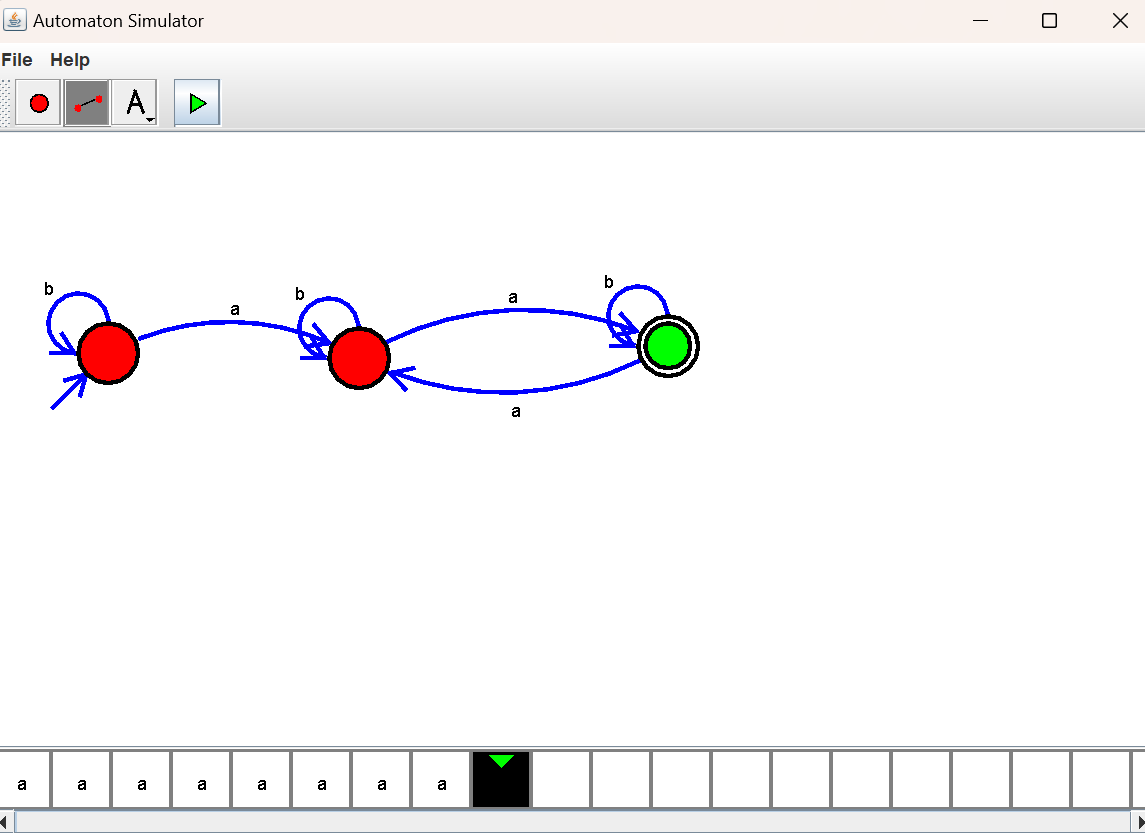 Automaton Simulator
File Help
A
b b b
a a
a
a a a a a a a a